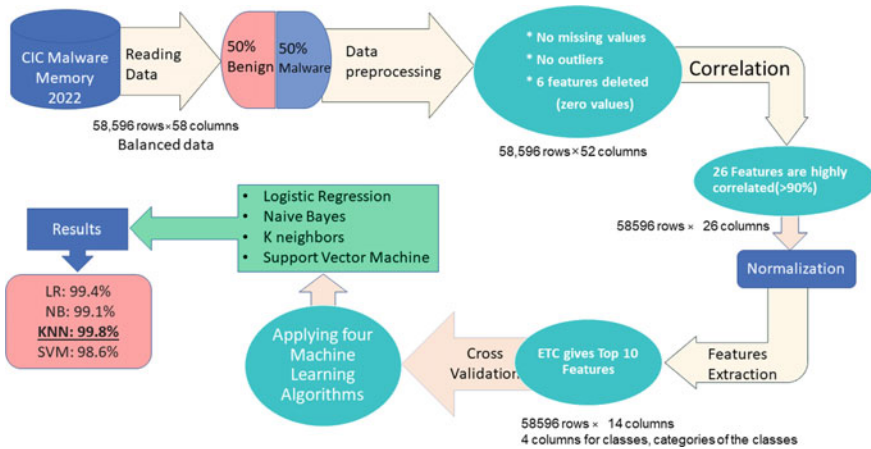 CIC Malware
Memory
2022
Reading
Data
50%
Benign
50%
Malware
Data
preprocessing
* No missing values
* No outliers
* 6 features deleted
(zero values)
Correlation
58,596 rows×58 columns
Balanced data
58,596 rows×52 columns
26 Features are highly
correlated(>90%)
58596 rows × 26 columns
Normalization
Features
Extraction
ETC gives Top 10
Features
58596 rows × 14 columns
4 columns for classes, categories of the classes
Cross
Validation
Applying four
Machine
Learning
Algorithms
• Logistic Regression
• Naive Bayes
• K neighbors
• Support Vector Machine
Results
LR: 99.4%
NB: 99.1%
KNN: 99.8%
SVM: 98.6%